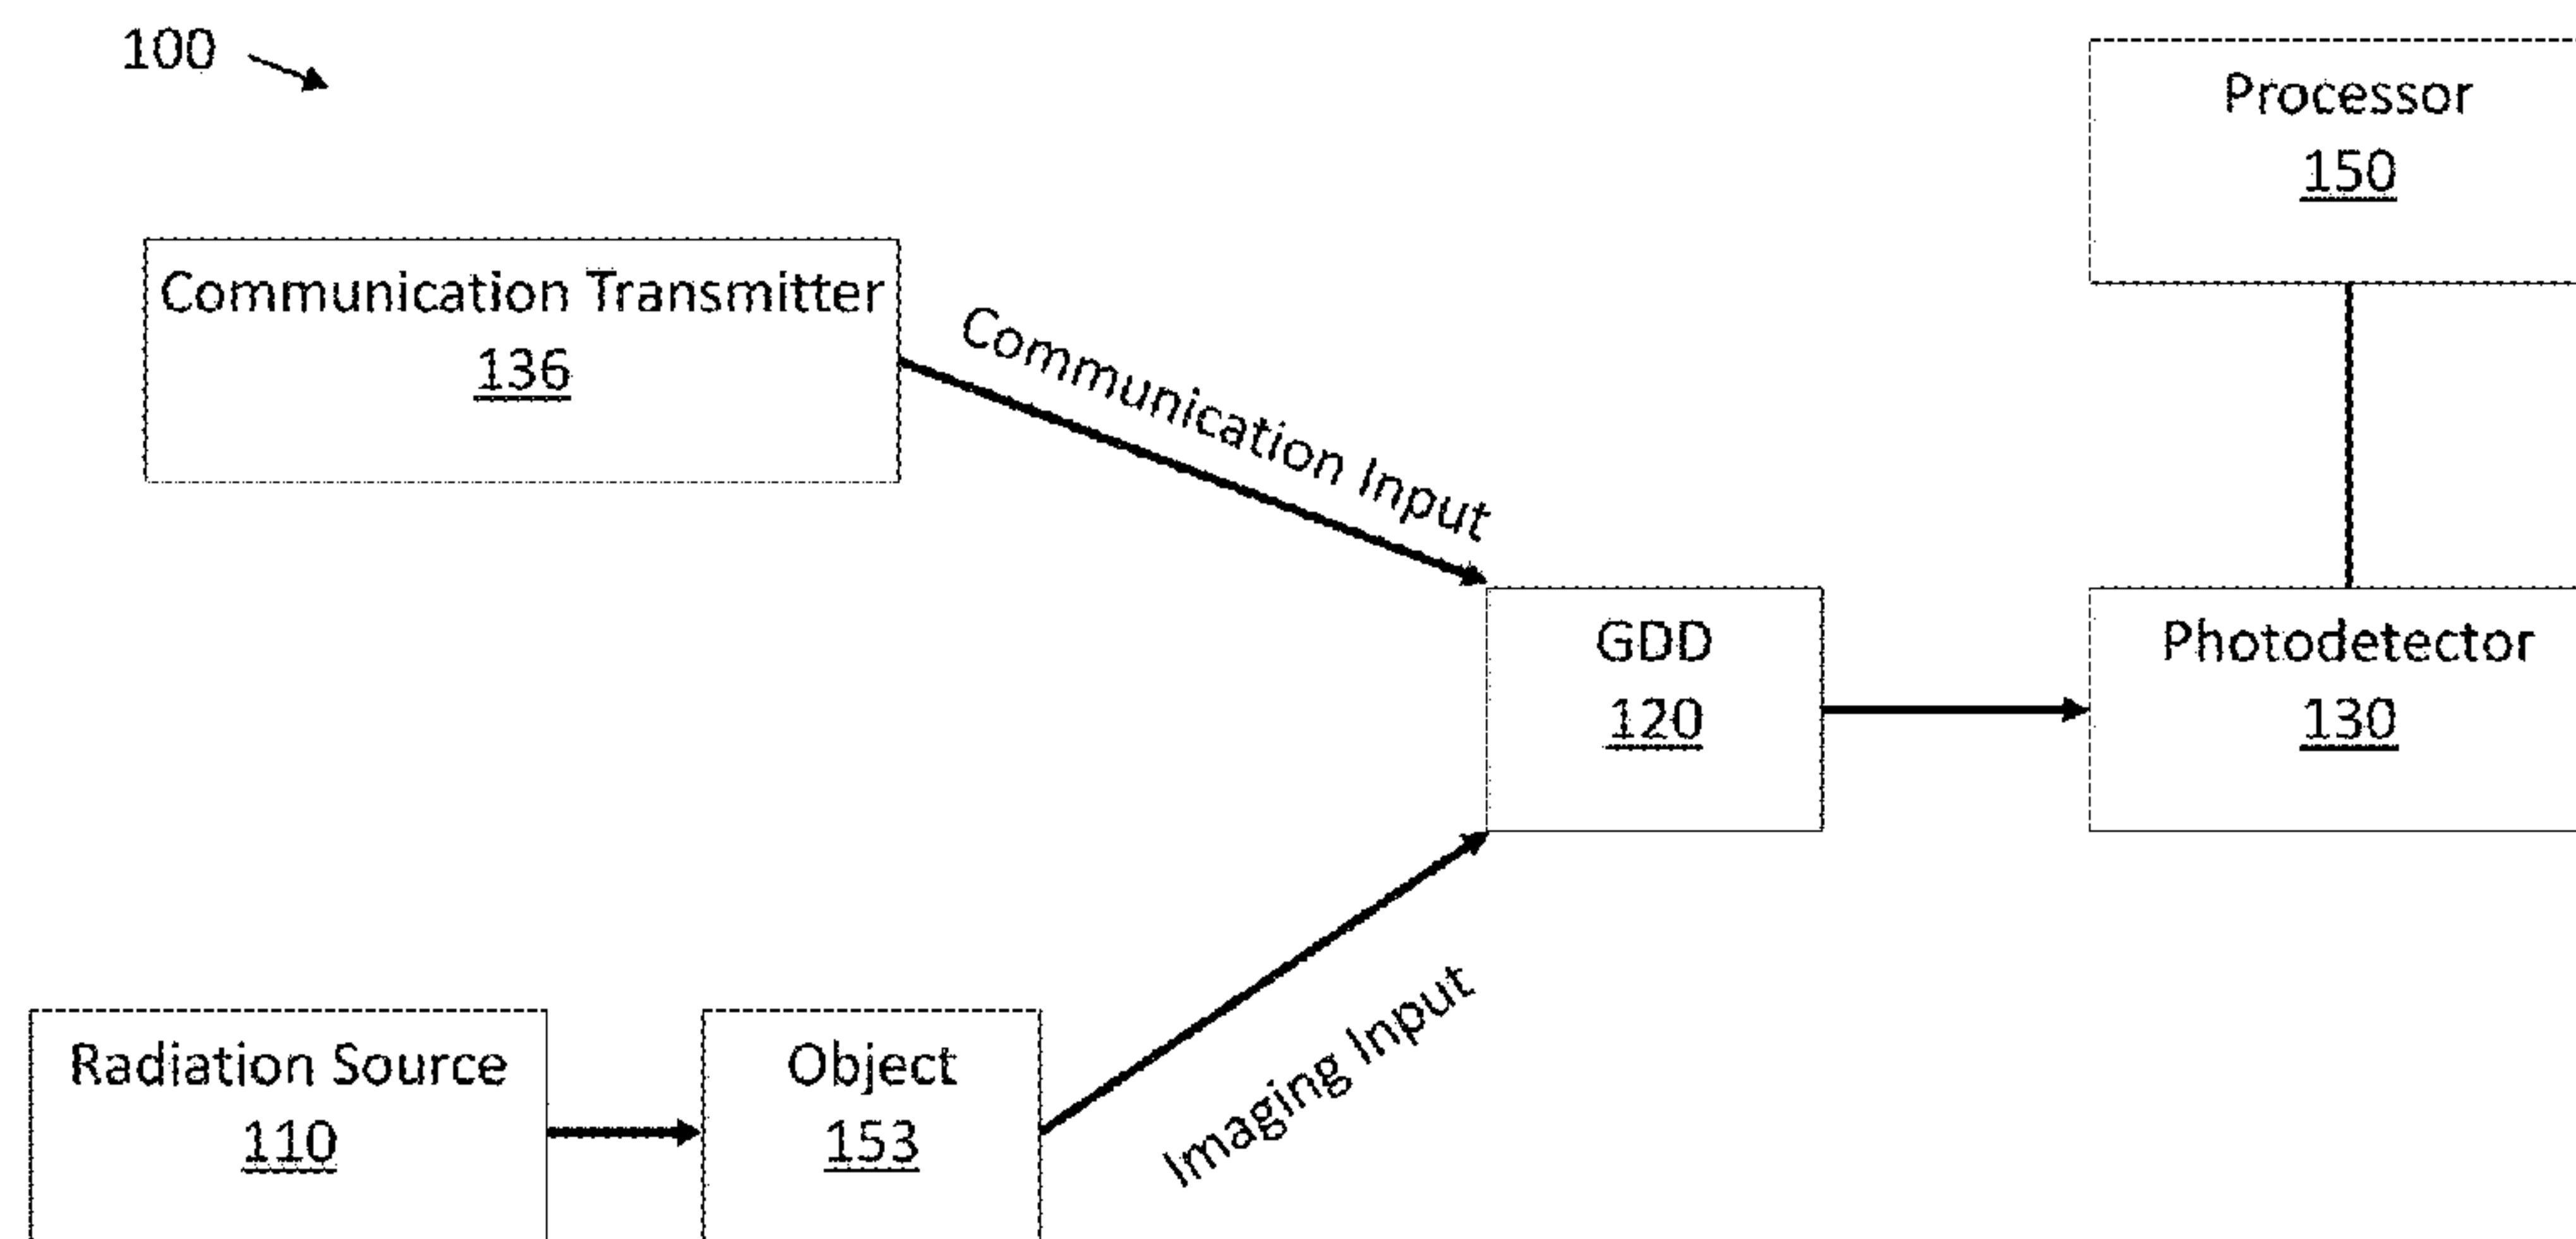 100
Processor
150
Communication Transmitter
136
Communication Input
GDD
120
Photodetector
130
Imaging Input
Radiation Source
110
Object
153